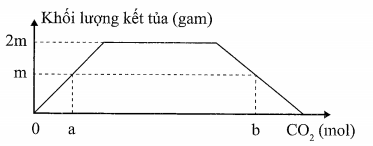 Khối lượng kết tủa (gam)
2m
m
0 a b CO₂ (mol)